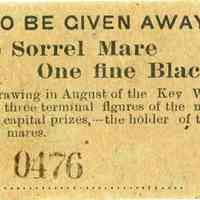 O BE GIVEN AWAY
Sorrel Mare
One fine Blac
rawing in August of the Key W
three terminal figures of the n
capital prizes,—the holder of t
mares.
0476